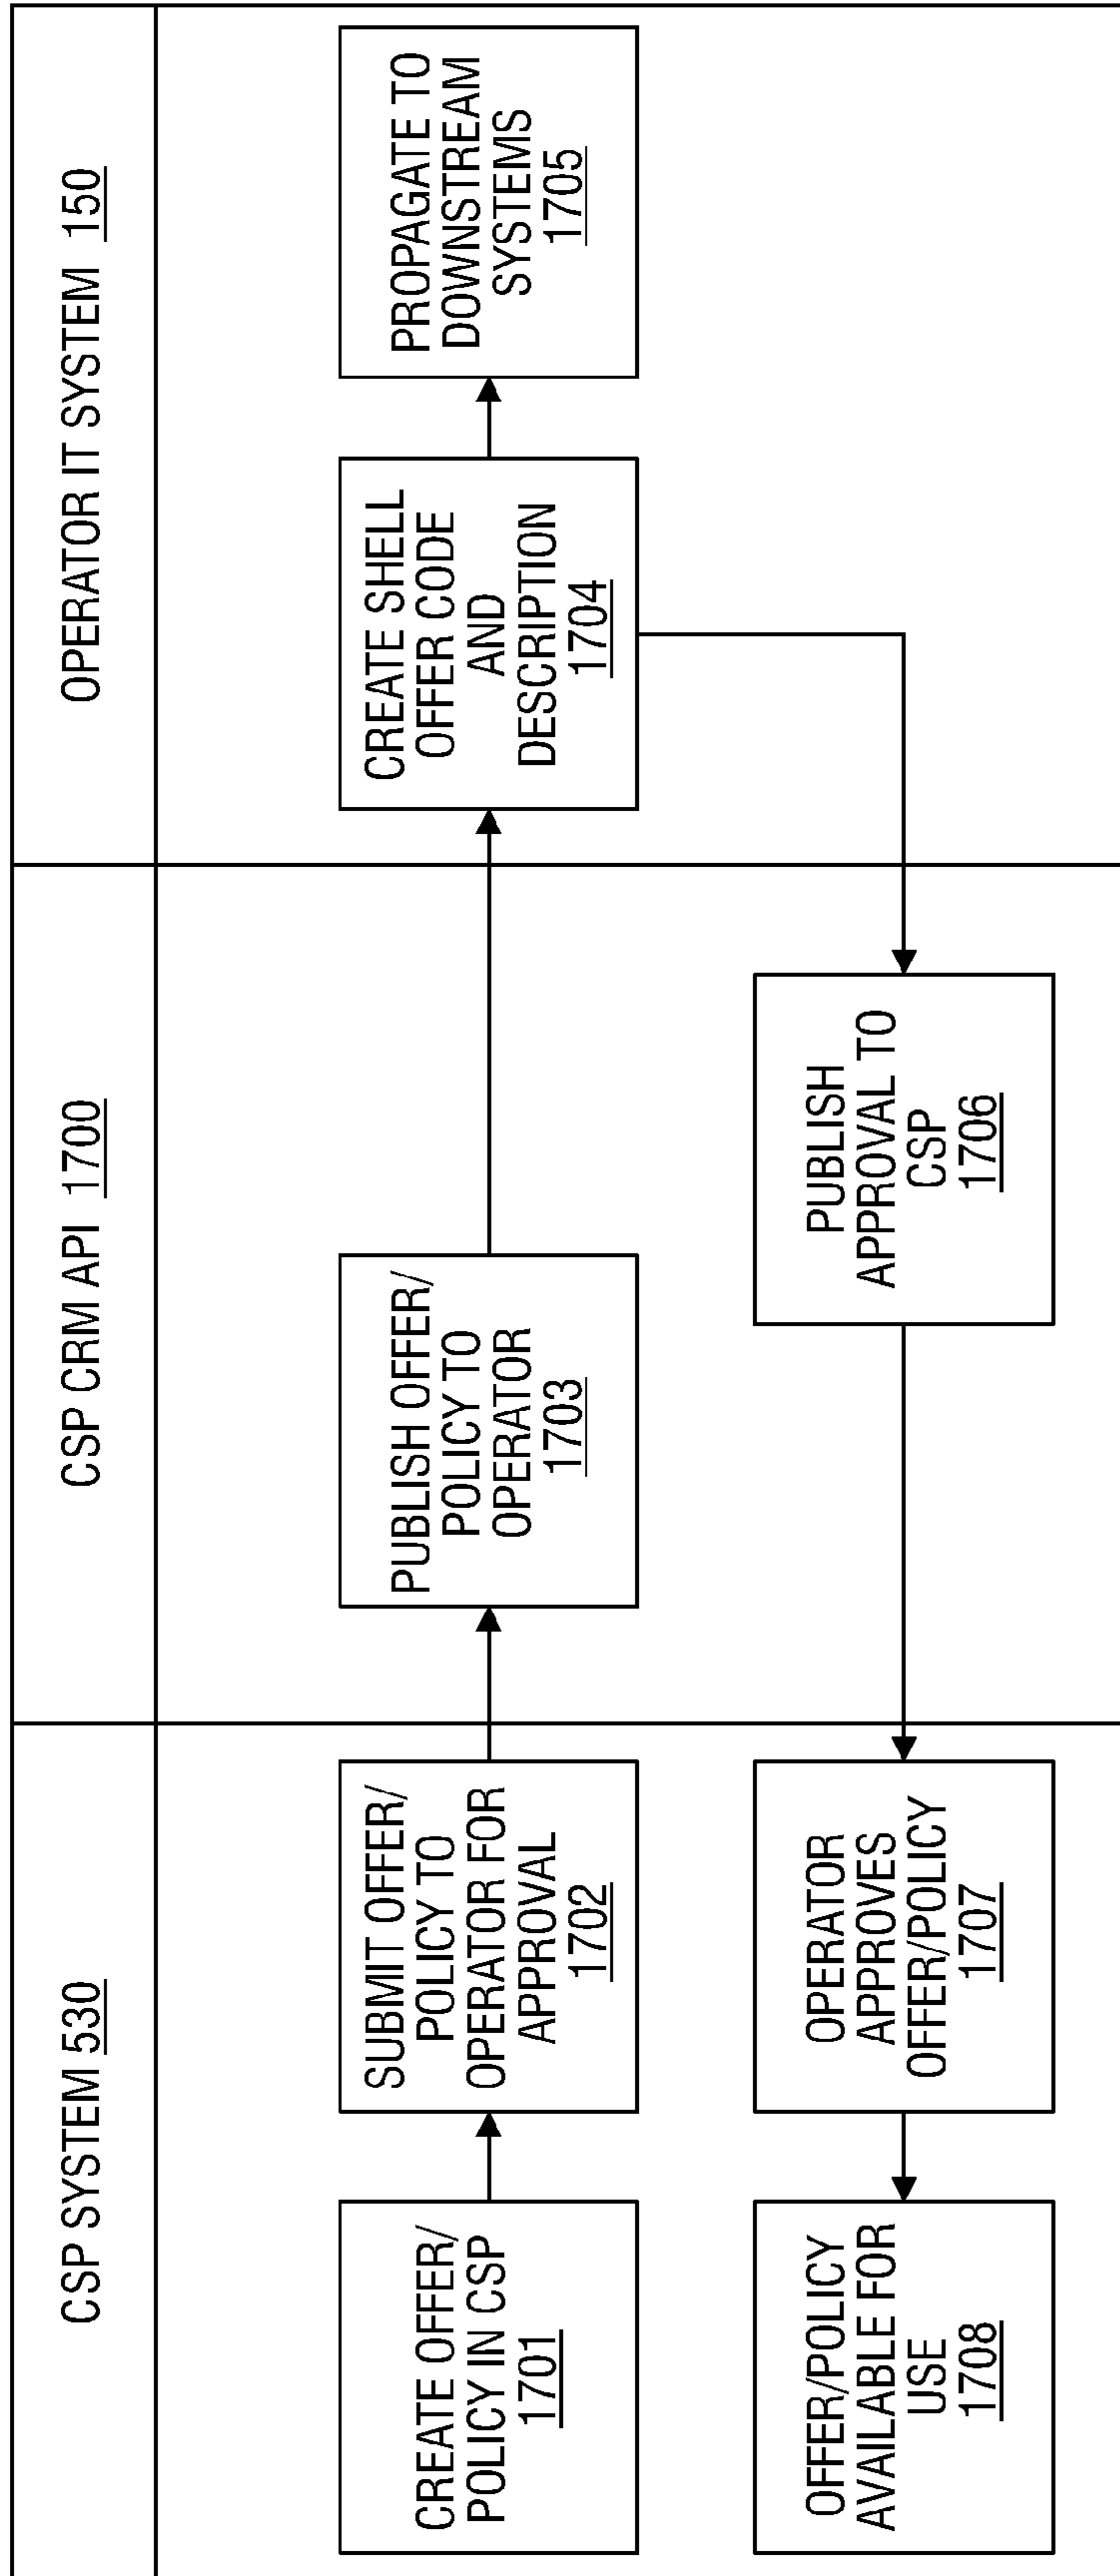 CSP SYSTEM 530
CSP CRM API 1700
OPERATOR IT SYSTEM 150
CREATE OFFER/
POLICY IN CSP
1701
SUBMIT OFFER/
POLICY TO
OPERATOR FOR
APPROVAL
1702
PUBLISH OFFER/
POLICY TO
OPERATOR
1703
CREATE SHELL
OFFER CODE
AND
DESCRIPTION
1704
PROPAGATE TO
DOWNSTREAM
SYSTEMS
1705
OFFER/POLICY
AVAILABLE FOR
USE
1708
OPERATOR
APPROVES
OFFER/POLICY
1707
PUBLISH
APPROVAL TO
CSP
1706